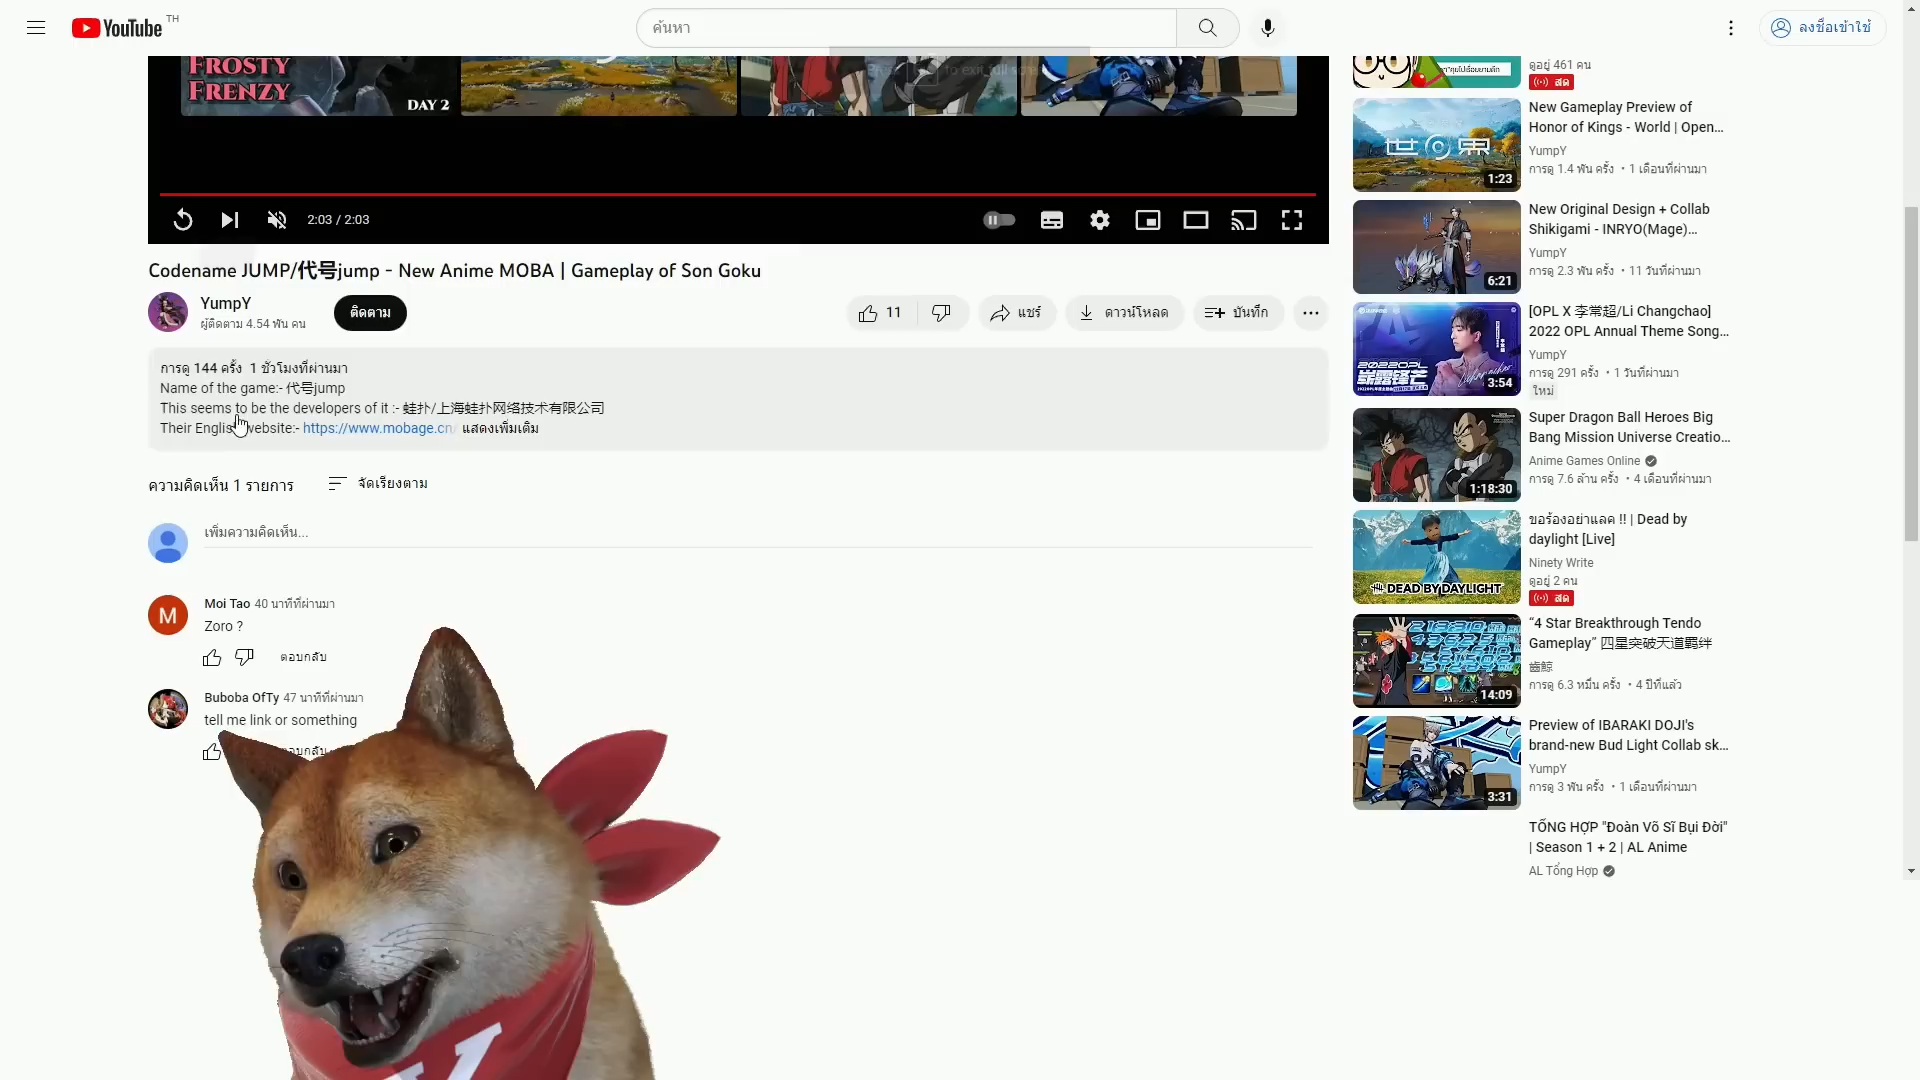 YouTube TH
ค้นหา
ลงชื่อเข้าใช้
FROSTY
FRENZY
DAY 2
2:03 / 2:03
Codename JUMP/代号jump - New Anime MOBA | Gameplay of Son Goku
YumpY
ผู้ติดตาม 4.54 พัน คน
ติดตาม
11
แชร์
ดาวน์โหลด
บันทึก
การดู 144 ครั้ง 1 ชั่วโมงที่ผ่านมา
Name of the game:- 代号jump
This seems to be the developers of it :- 蛙扑/上海蛙扑网络技术有限公司
Their English website:- https://www.mobage.cn/ แสดงเพิ่มเติม
ความคิดเห็น 1 รายการ
จัดเรียงตาม
เพิ่มความคิดเห็น...
M
Moi Tao 40 นาทีที่ผ่านมา
Zoro ?
ตอบกลับ
Buboba OfTy 47 นาทีที่ผ่านมา
tell me link or something
ตอบกลับ
ดูอยู่ 461 คน
สด
世界
1:23
New Gameplay Preview of
Honor of Kings - World | Open...
YumpY
การดู 1.4 พัน ครั้ง • 1 เดือนที่ผ่านมา
6:21
New Original Design + Collab
Shikigami - INRYO(Mage)...
YumpY
การดู 2.3 พัน ครั้ง • 11 วันที่ผ่านมา
3:54
[OPL X 李常超/Li Changchao]
2022 OPL Annual Theme Song...
YumpY
การดู 291 ครั้ง • 1 วันที่ผ่านมา
ใหม่
1:18:30
Super Dragon Ball Heroes Big
Bang Mission Universe Creatio...
Anime Games Online
การดู 7.6 ล้าน ครั้ง • 4 เดือนที่ผ่านมา
DEAD BY DAYLIGHT
ขอร้องอย่าแลค !! | Dead by
daylight [Live]
Ninety Write
ดูอยู่ 2 คน
สด
14:09
“4 Star Breakthrough Tendo
Gameplay” 四星突破天道羁绊
齒鲸
การดู 6.3 หมื่น ครั้ง • 4 ปีที่แล้ว
3:31
Preview of IBARAKI DOJI's
brand-new Bud Light Collab sk...
YumpY
การดู 3 พัน ครั้ง • 1 เดือนที่ผ่านมา
TỔNG HỢP "Đoàn Võ Sĩ Bụi Đời"
| Season 1 + 2 | AL Anime
AL Tổng Hợp